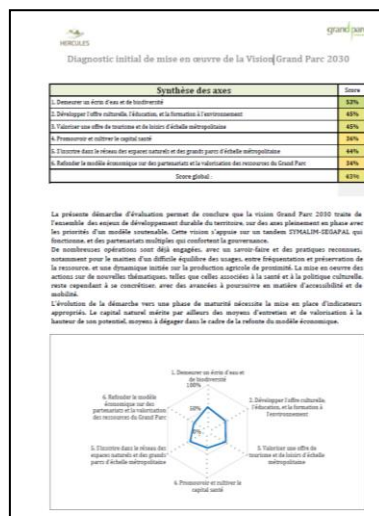 HERCULES
grand parc
Diagnostic initial de mise en œuvre de la Vision Grand Parc 2030
Synthèse des axes Score
1. Demeurer un écrin d'eau et de biodiversité 53%
2. Développer l'offre culturelle, l'éducation, et la formation à l'environnement 45%
3. Valoriser une offre de tourisme et de loisirs d'échelle métropolitaine 45%
4. Promouvoir et cultiver le capital santé 36%
5. S'inscrire dans le réseau des espaces naturels et des grands parcs d'échelle métropolitaine 44%
6. Refonder le modèle économique sur des partenariats et la valorisation des ressources du Grand Parc 34%
Score global : 43%
La présente démarche d'évaluation permet de conclure que la vision Grand Parc 2030 traite de
l'ensemble des enjeux de développement durable du territoire, sur des axes pleinement en phase avec
les priorités d'un modèle soutenable. Cette vision s'appuie sur un tandem SYMALIM-SEGAPAL qui
fonctionne, et des partenariats multiples qui confortent la gouvernance.
De nombreuses opérations sont déjà engagées, avec un savoir-faire et des pratiques reconnues,
notamment pour le maitien d'un difficile équilibre des usages, entre fréquentation et préservation de
la ressource, et une dynamique initiée sur la production agricole de proximité. La mise en oeuvre des
actions sur de nouvelles thématiques, telles que celles associées à la santé et à la politique culturelle,
reste cependant à se concrétiser, avec des avancées à poursuivre en matière d'accessibilité et de
mobilité.
L'évolution de la démarche vers une phase de maturité nécessite la mise en place d'indicateurs
appropriés. Le capital naturel mérite par ailleurs des moyens d'entretien et de valorisation à la
hauteur de son potentiel, moyens à dégager dans le cadre de la refonte du modèle économique.
1. Demeurer un écrin d'eau et
de biodiversité
100%
50%
0%
2. Développer l'offre culturelle,
l'éducation, et la formation à
l'environnement
3. Valoriser une offre de
tourisme et de loisirs d'échelle
métropolitaine
4. Promouvoir et cultiver le
capital santé
5. S'inscrire dans le réseau des
espaces naturels et des grands
parcs d'échelle métropolitaine
6. Refonder le modèle
économique sur des
partenariats et la valorisation
des ressources du Grand Parc